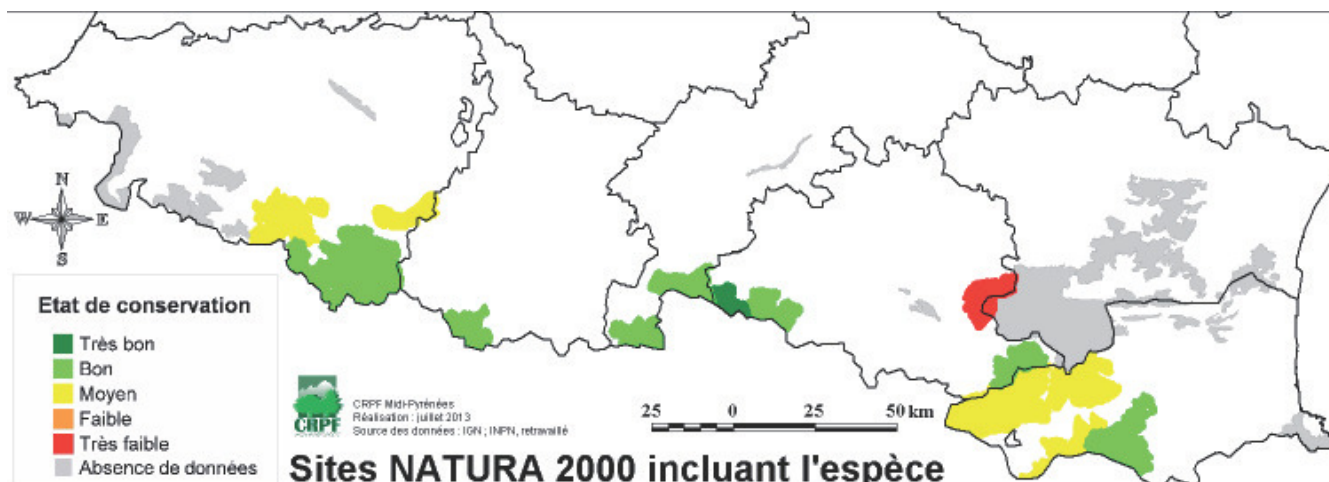 N
W E
S
Etat de conservation
Très bon
Bon
Moyen
Faible
Très faible
Absence de données
CRPF
CRPF Midi-Pyrénées
Réalisation : juillet 2013
Source des données : IGN ; INPN, retravaillé
25 0 25 50 km
Sites NATURA 2000 incluant l'espèce